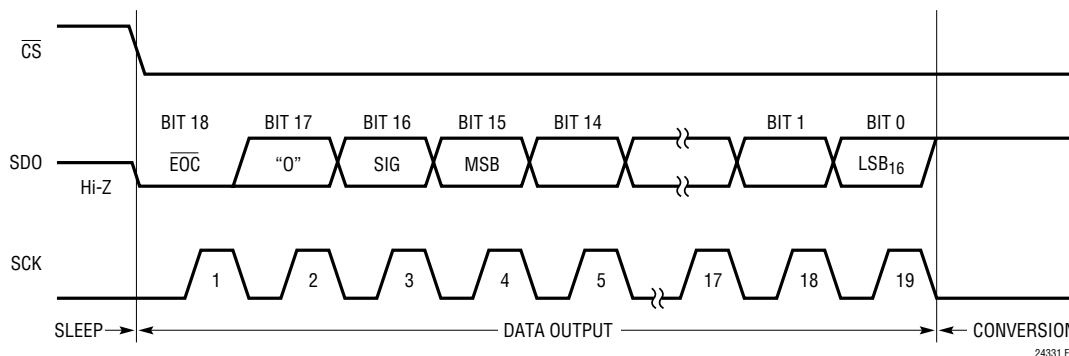 CS
BIT 18 BIT 17 BIT 16 BIT 15 BIT 14 BIT 1 BIT 0
SDO EOC “0” SIG MSB LSB16
Hi-Z
SCK 1 2 3 4 5 17 18 19
SLEEP DATA OUTPUT CONVERSION
24331 F